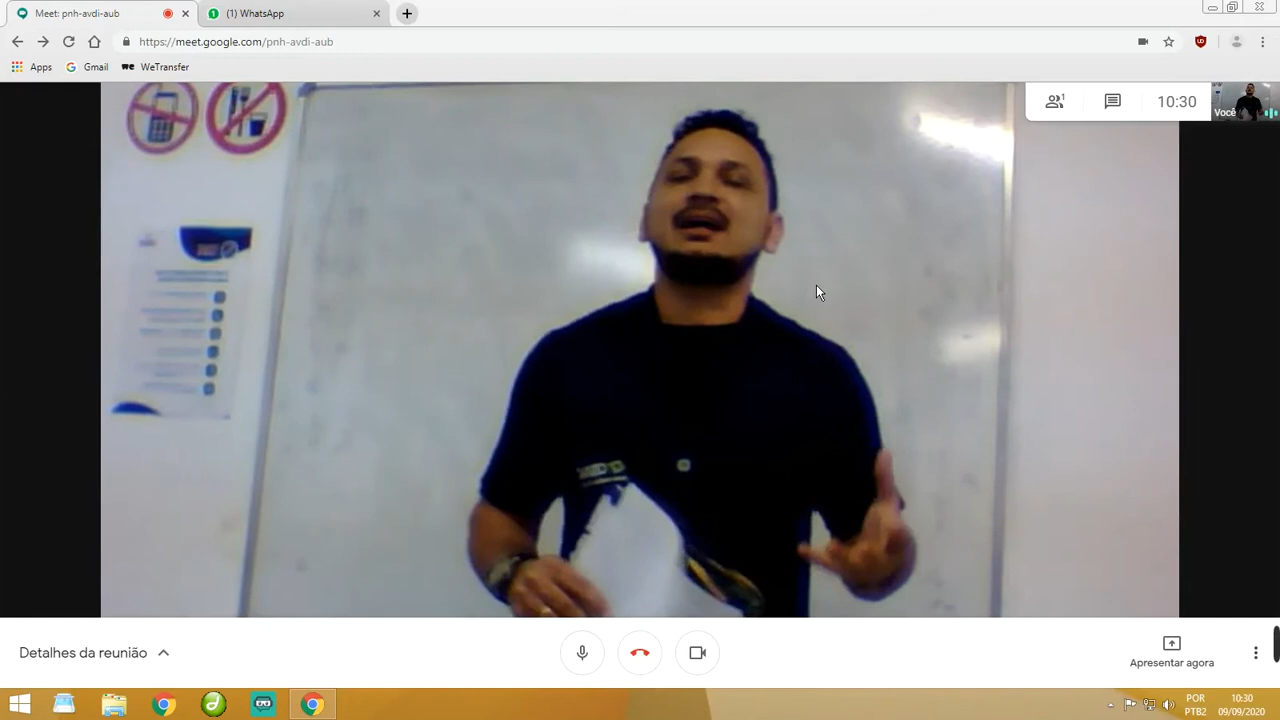 Meet: pnh-avdi-aub
(1) WhatsApp
https://meet.google.com/pnh-avdi-aub
Apps
Gmail
WeTransfer
1
10:30
Você
Detalhes da reunião
Apresentar agora
POR
PTB2
10:30
09/09/2020